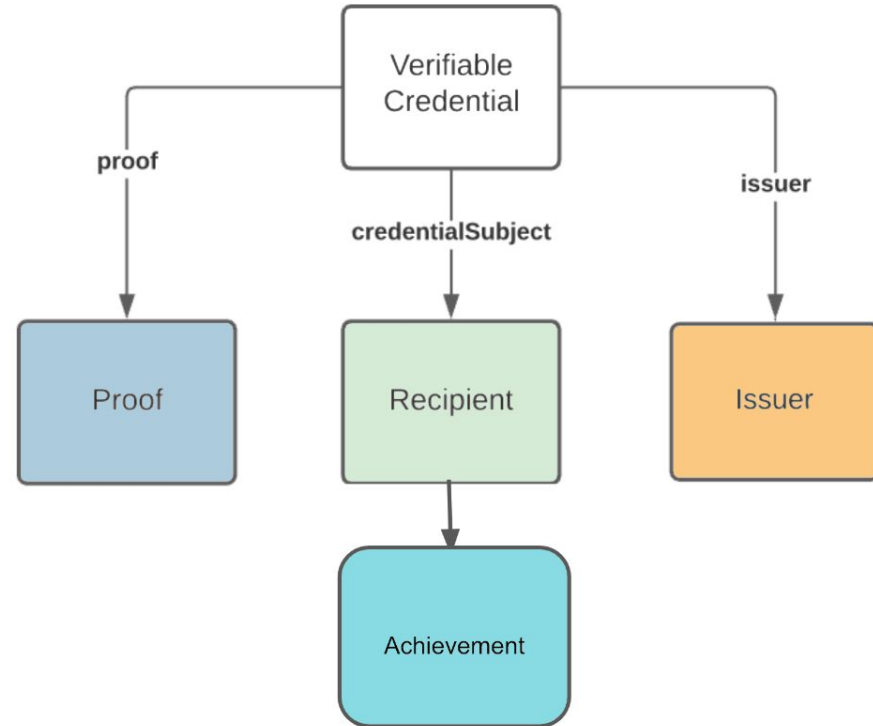 Verifiable
Credential
proof
issuer
credentialSubject
Proof
Recipient
Issuer
Achievement